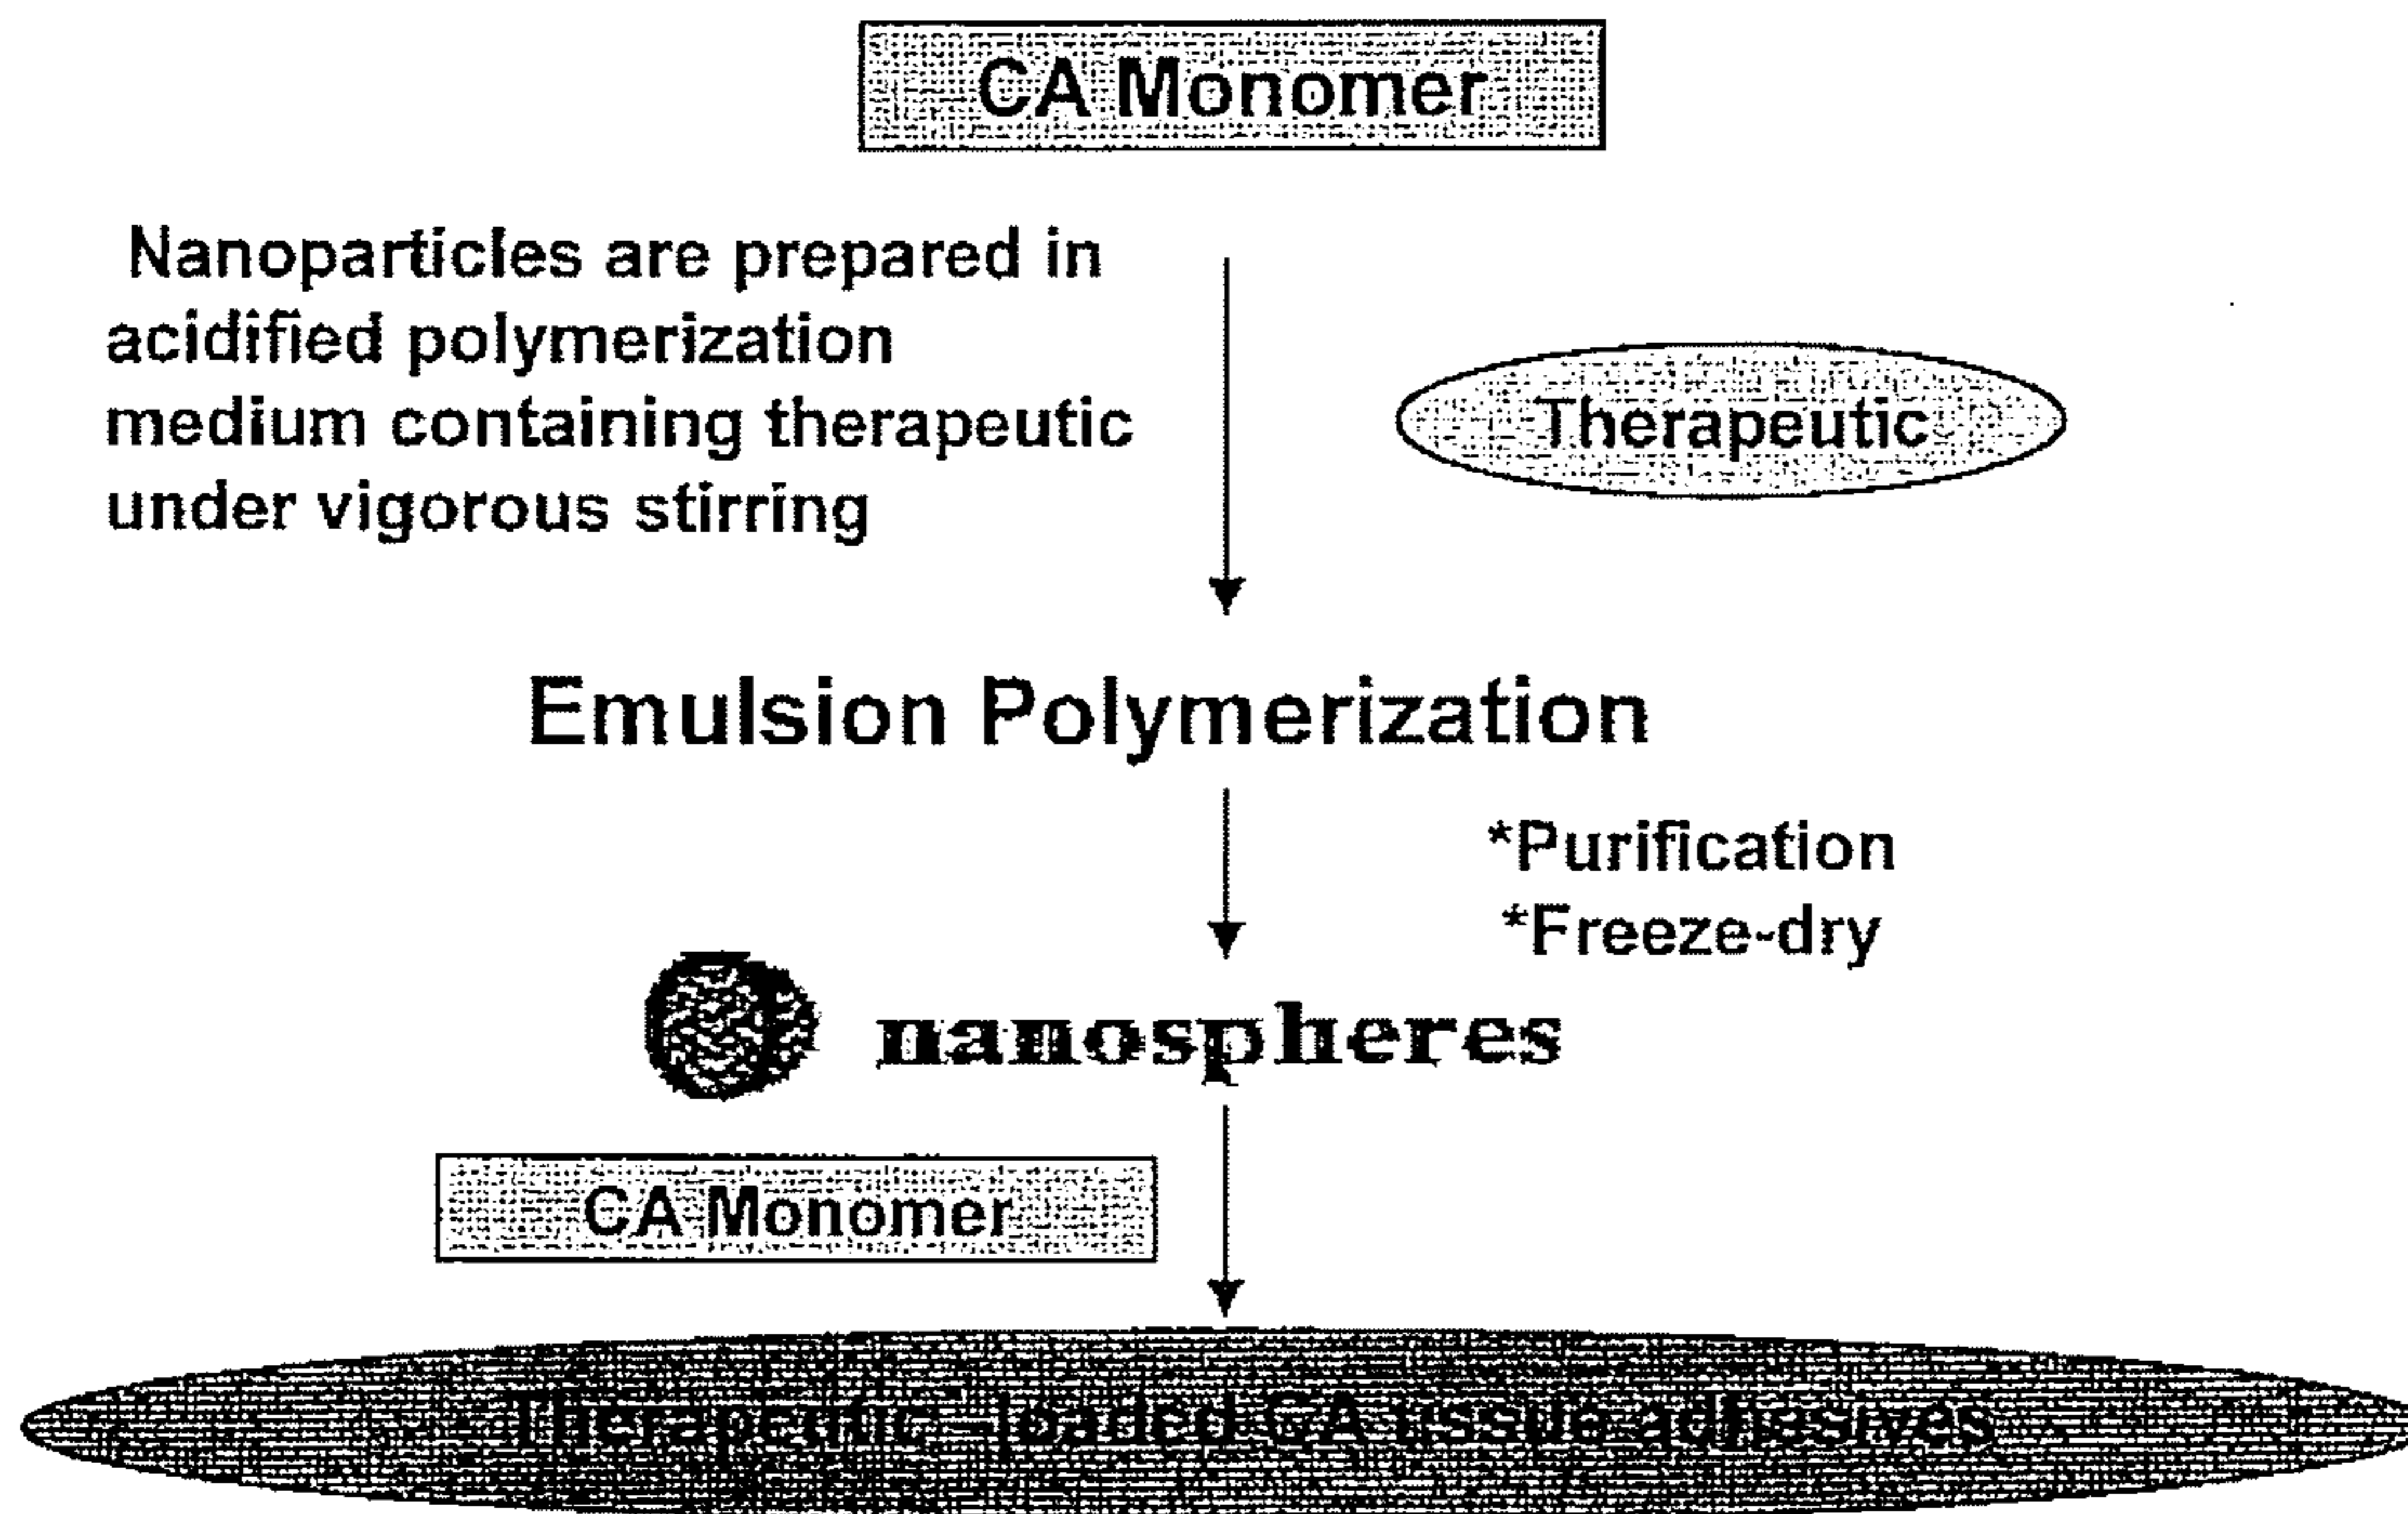 CA Monomer
Nanoparticles are prepared in
acidified polymerization
medium containing therapeutic
under vigorous stirring
Therapeutic
Emulsion Polymerization
*Purification
*Freeze-dry
nanospheres
CA Monomer
Therapeutic -loaded CA tissue adhesives